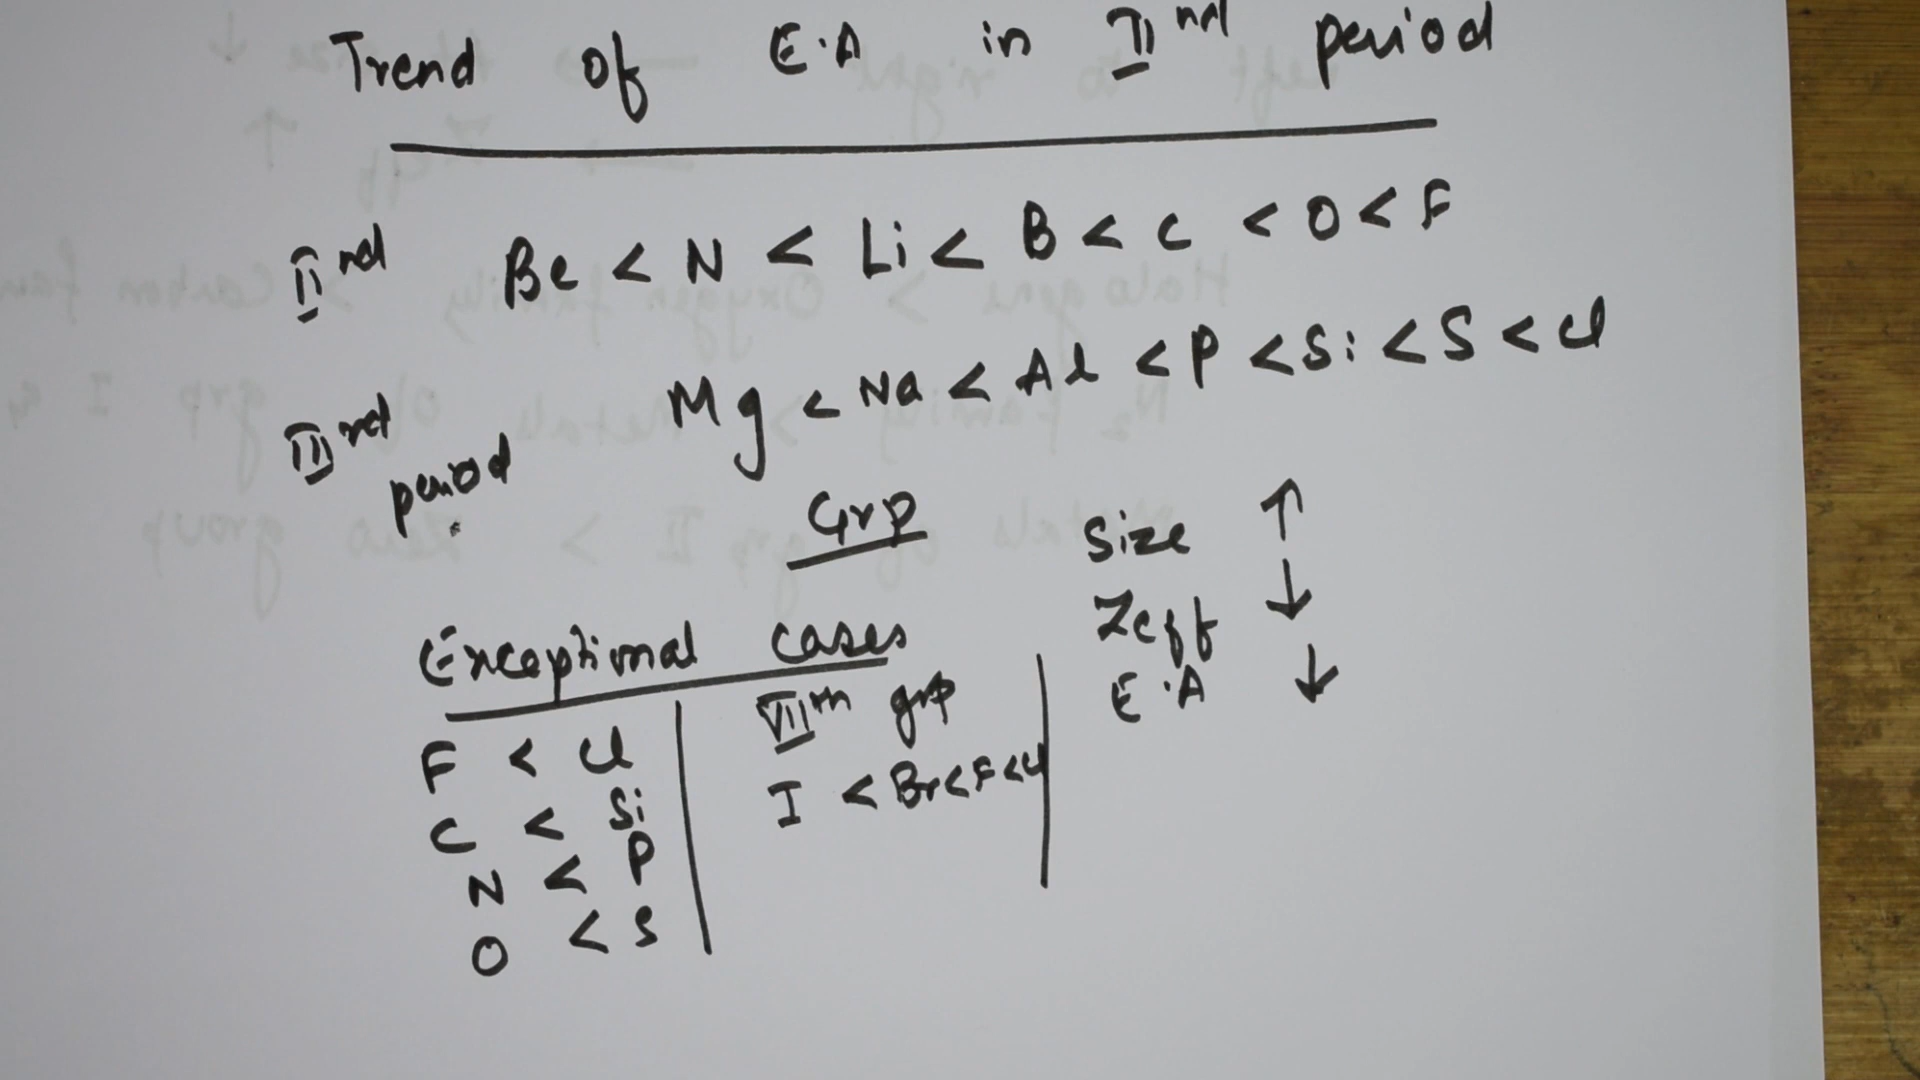 Trend of E.A in IInd period
IInd Be < N < Li < B < C < O < F
IIIrd period Mg < Na < Al < P < Si < S < Cl
Grp
Size ↑
Zeff ↓
E.A ↓
Exceptional cases
F < Cl
C < Si
N < P
O < S
VIIth grp
I < Br < F < Cl